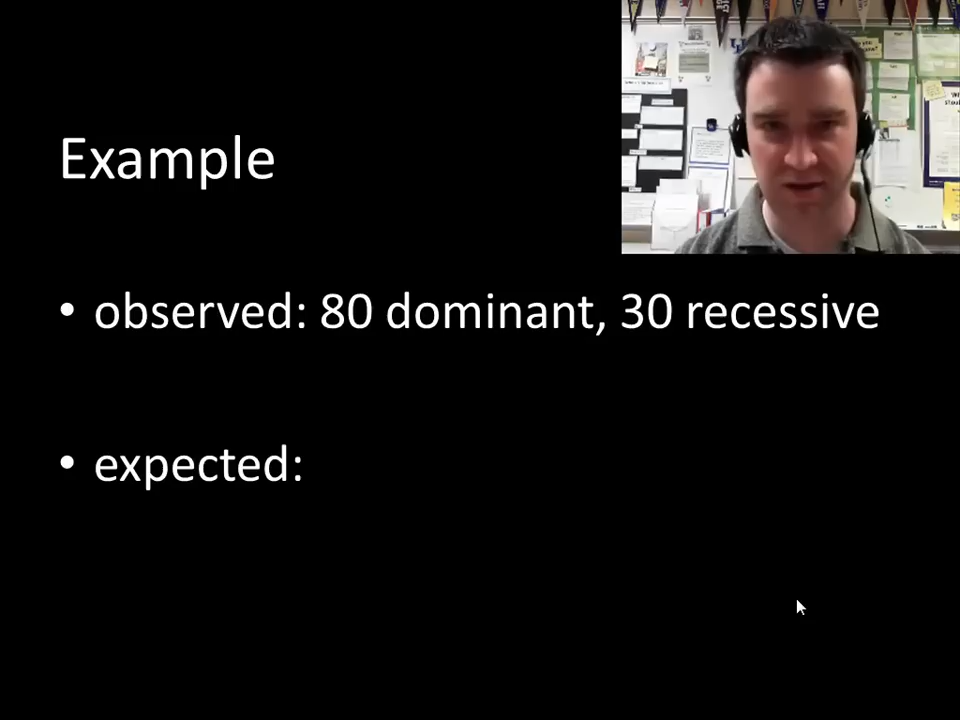 Example
• observed: 80 dominant, 30 recessive
• expected: